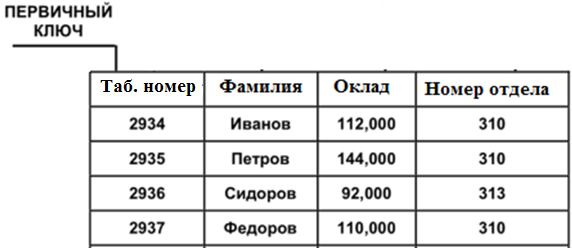 ПЕРВИЧНЫЙ
КЛЮЧ
Таб. номер Фамилия Оклад Номер отдела
2934 Иванов 112,000 310
2935 Петров 144,000 310
2936 Сидоров 92,000 313
2937 Федоров 110,000 310